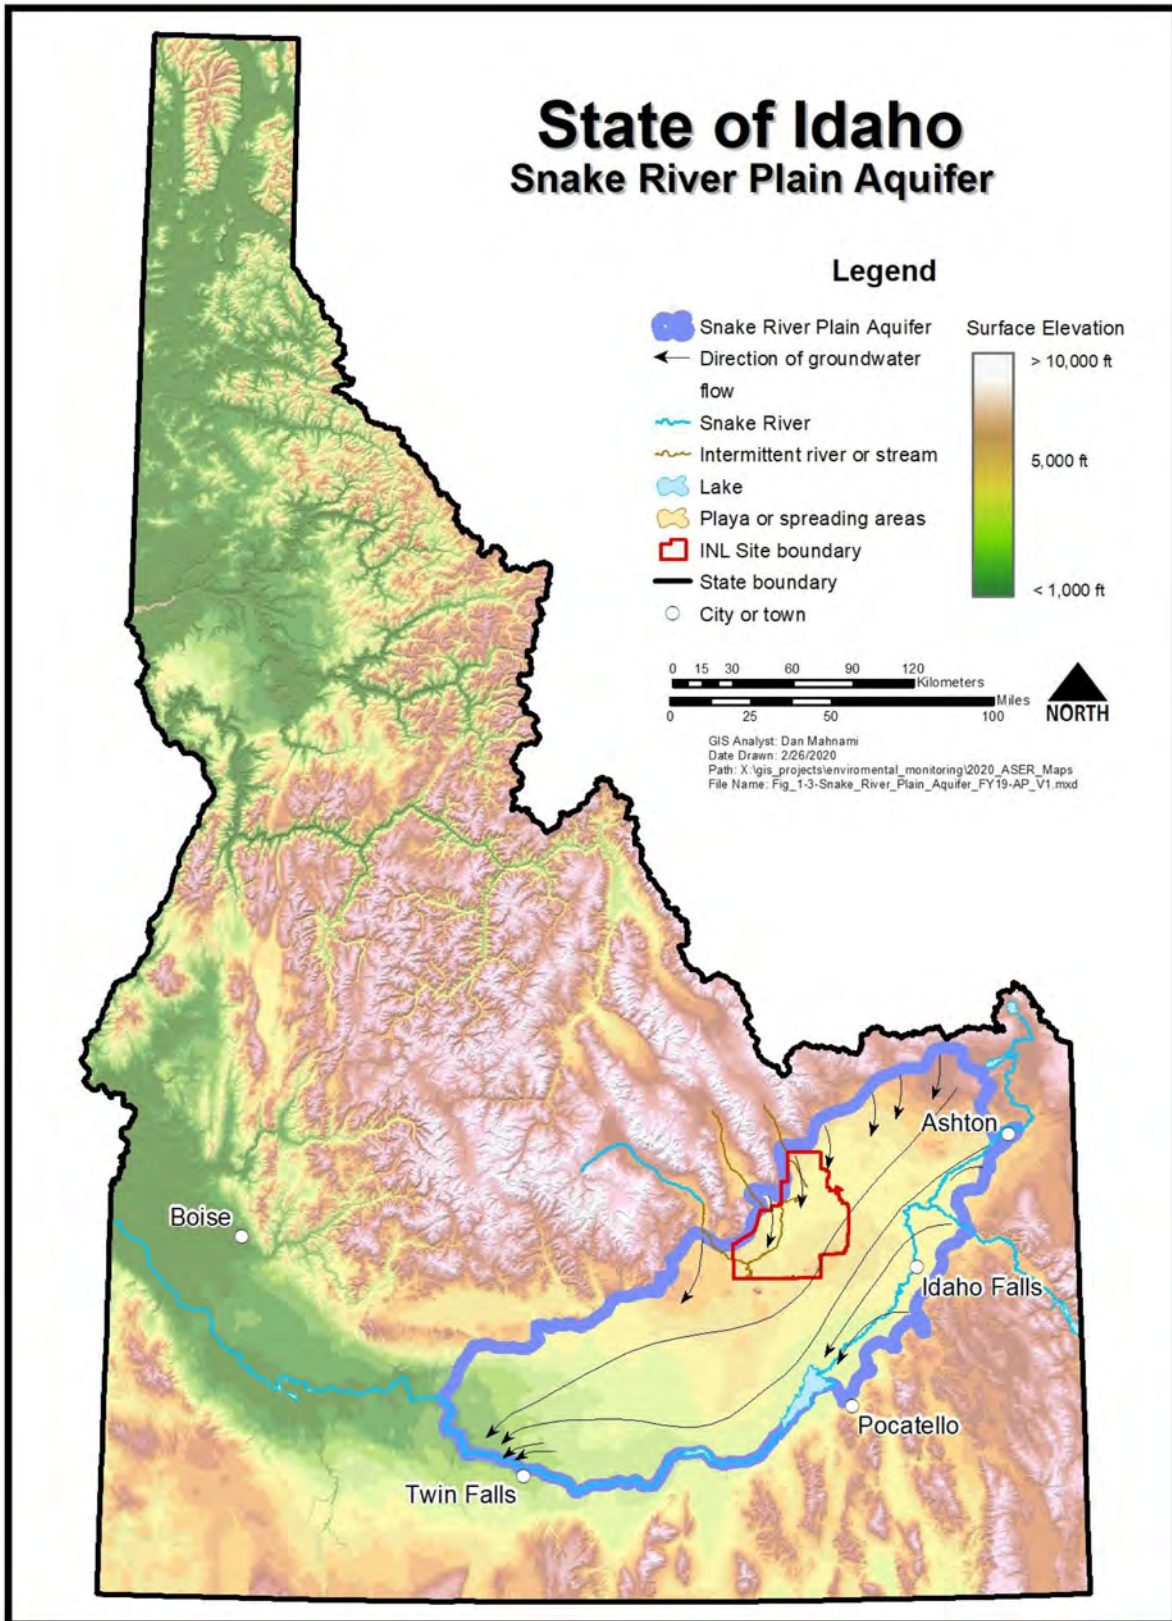 State of Idaho
Snake River Plain Aquifer
Legend
Snake River Plain Aquifer
Direction of groundwater
flow
Snake River
Intermittent river or stream
Lake
Playa or spreading areas
INL Site boundary
State boundary
City or town
Surface Elevation
> 10,000 ft
5,000 ft
< 1,000 ft
0 15 30 60 90 120
Kilometers
Miles
0 25 50 100
NORTH
GIS Analyst: Dan Mahnami
Date Drawn: 2/26/2020
Path: X:\gis_projects\enviromental_monitoring\2020_ASER_Maps
File Name: Fig_1-3-Snake_River_Plain_Aquifer_FY19-AP_V1.mxd
Ashton
Boise
Idaho Falls
Pocatello
Twin Falls